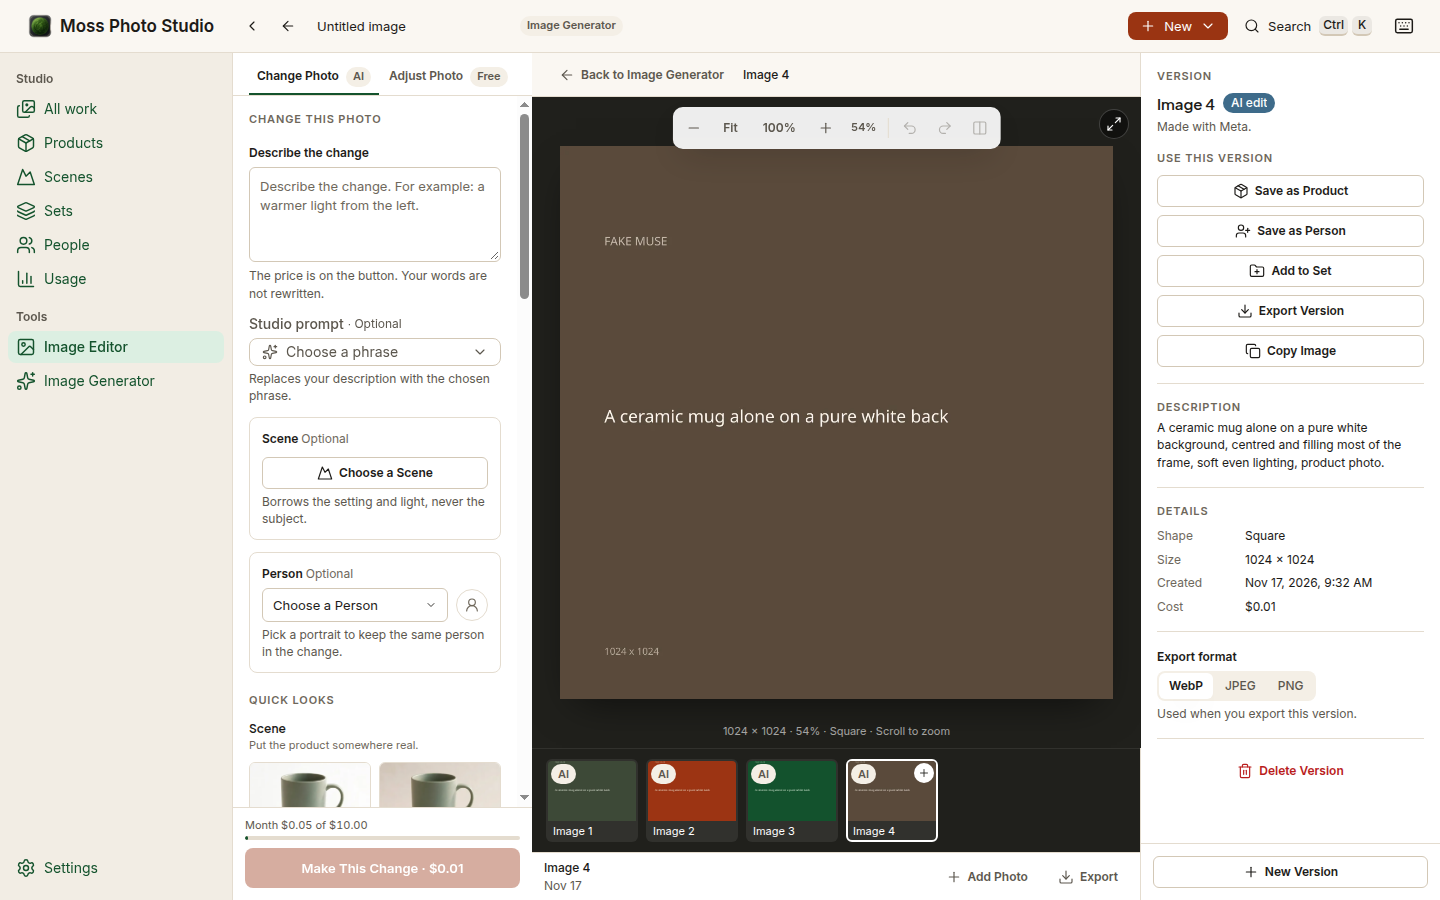 Moss Photo Studio
Untitled image
Image Generator
New
Search
Ctrl
K
Studio
All work
Products
Scenes
Sets
People
Usage
Tools
Image Editor
Image Generator
Settings
Change Photo
AI
Adjust Photo
Free
CHANGE THIS PHOTO
Describe the change
Describe the change. For example: a
warmer light from the left.
The price is on the button. Your words are
not rewritten.
Studio prompt · Optional
Choose a phrase
Replaces your description with the chosen
phrase.
Scene Optional
Choose a Scene
Borrows the setting and light, never the
subject.
Person Optional
Choose a Person
Pick a portrait to keep the same person
in the change.
QUICK LOOKS
Scene
Put the product somewhere real.
Month $0.05 of $10.00
Make This Change · $0.01
Back to Image Generator
Image 4
Fit
100%
54%
FAKE MUSE
A ceramic mug alone on a pure white back
1024 x 1024
1024 × 1024 · 54% · Square · Scroll to zoom
AI
Image 1
AI
Image 2
AI
Image 3
AI
Image 4
Image 4
Nov 17
Add Photo
Export
VERSION
Image 4
AI edit
Made with Meta.
USE THIS VERSION
Save as Product
Save as Person
Add to Set
Export Version
Copy Image
DESCRIPTION
A ceramic mug alone on a pure white
background, centred and filling most of the
frame, soft even lighting, product photo.
DETAILS
Shape Square
Size 1024 × 1024
Created Nov 17, 2026, 9:32 AM
Cost $0.01
Export format
WebP
JPEG
PNG
Used when you export this version.
Delete Version
New Version